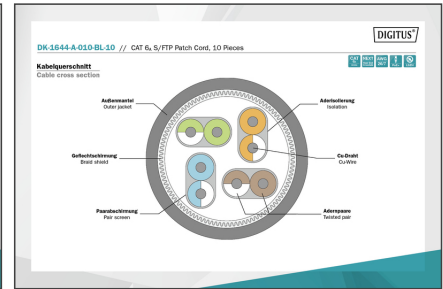 DIGITUS®
DK-1644-A-010-BL-10 // CAT 6A S/FTP Patch Cord, 10 Pieces
Kabelquerschnitt
Cable cross section
Außenmantel
Outer jacket
Aderisolierung
Isolation
Geflechtschirmung
Braid shield
Cu-Draht
Cu-Wire
Paarabschirmung
Pair screen
Adernpaare
Twisted pair